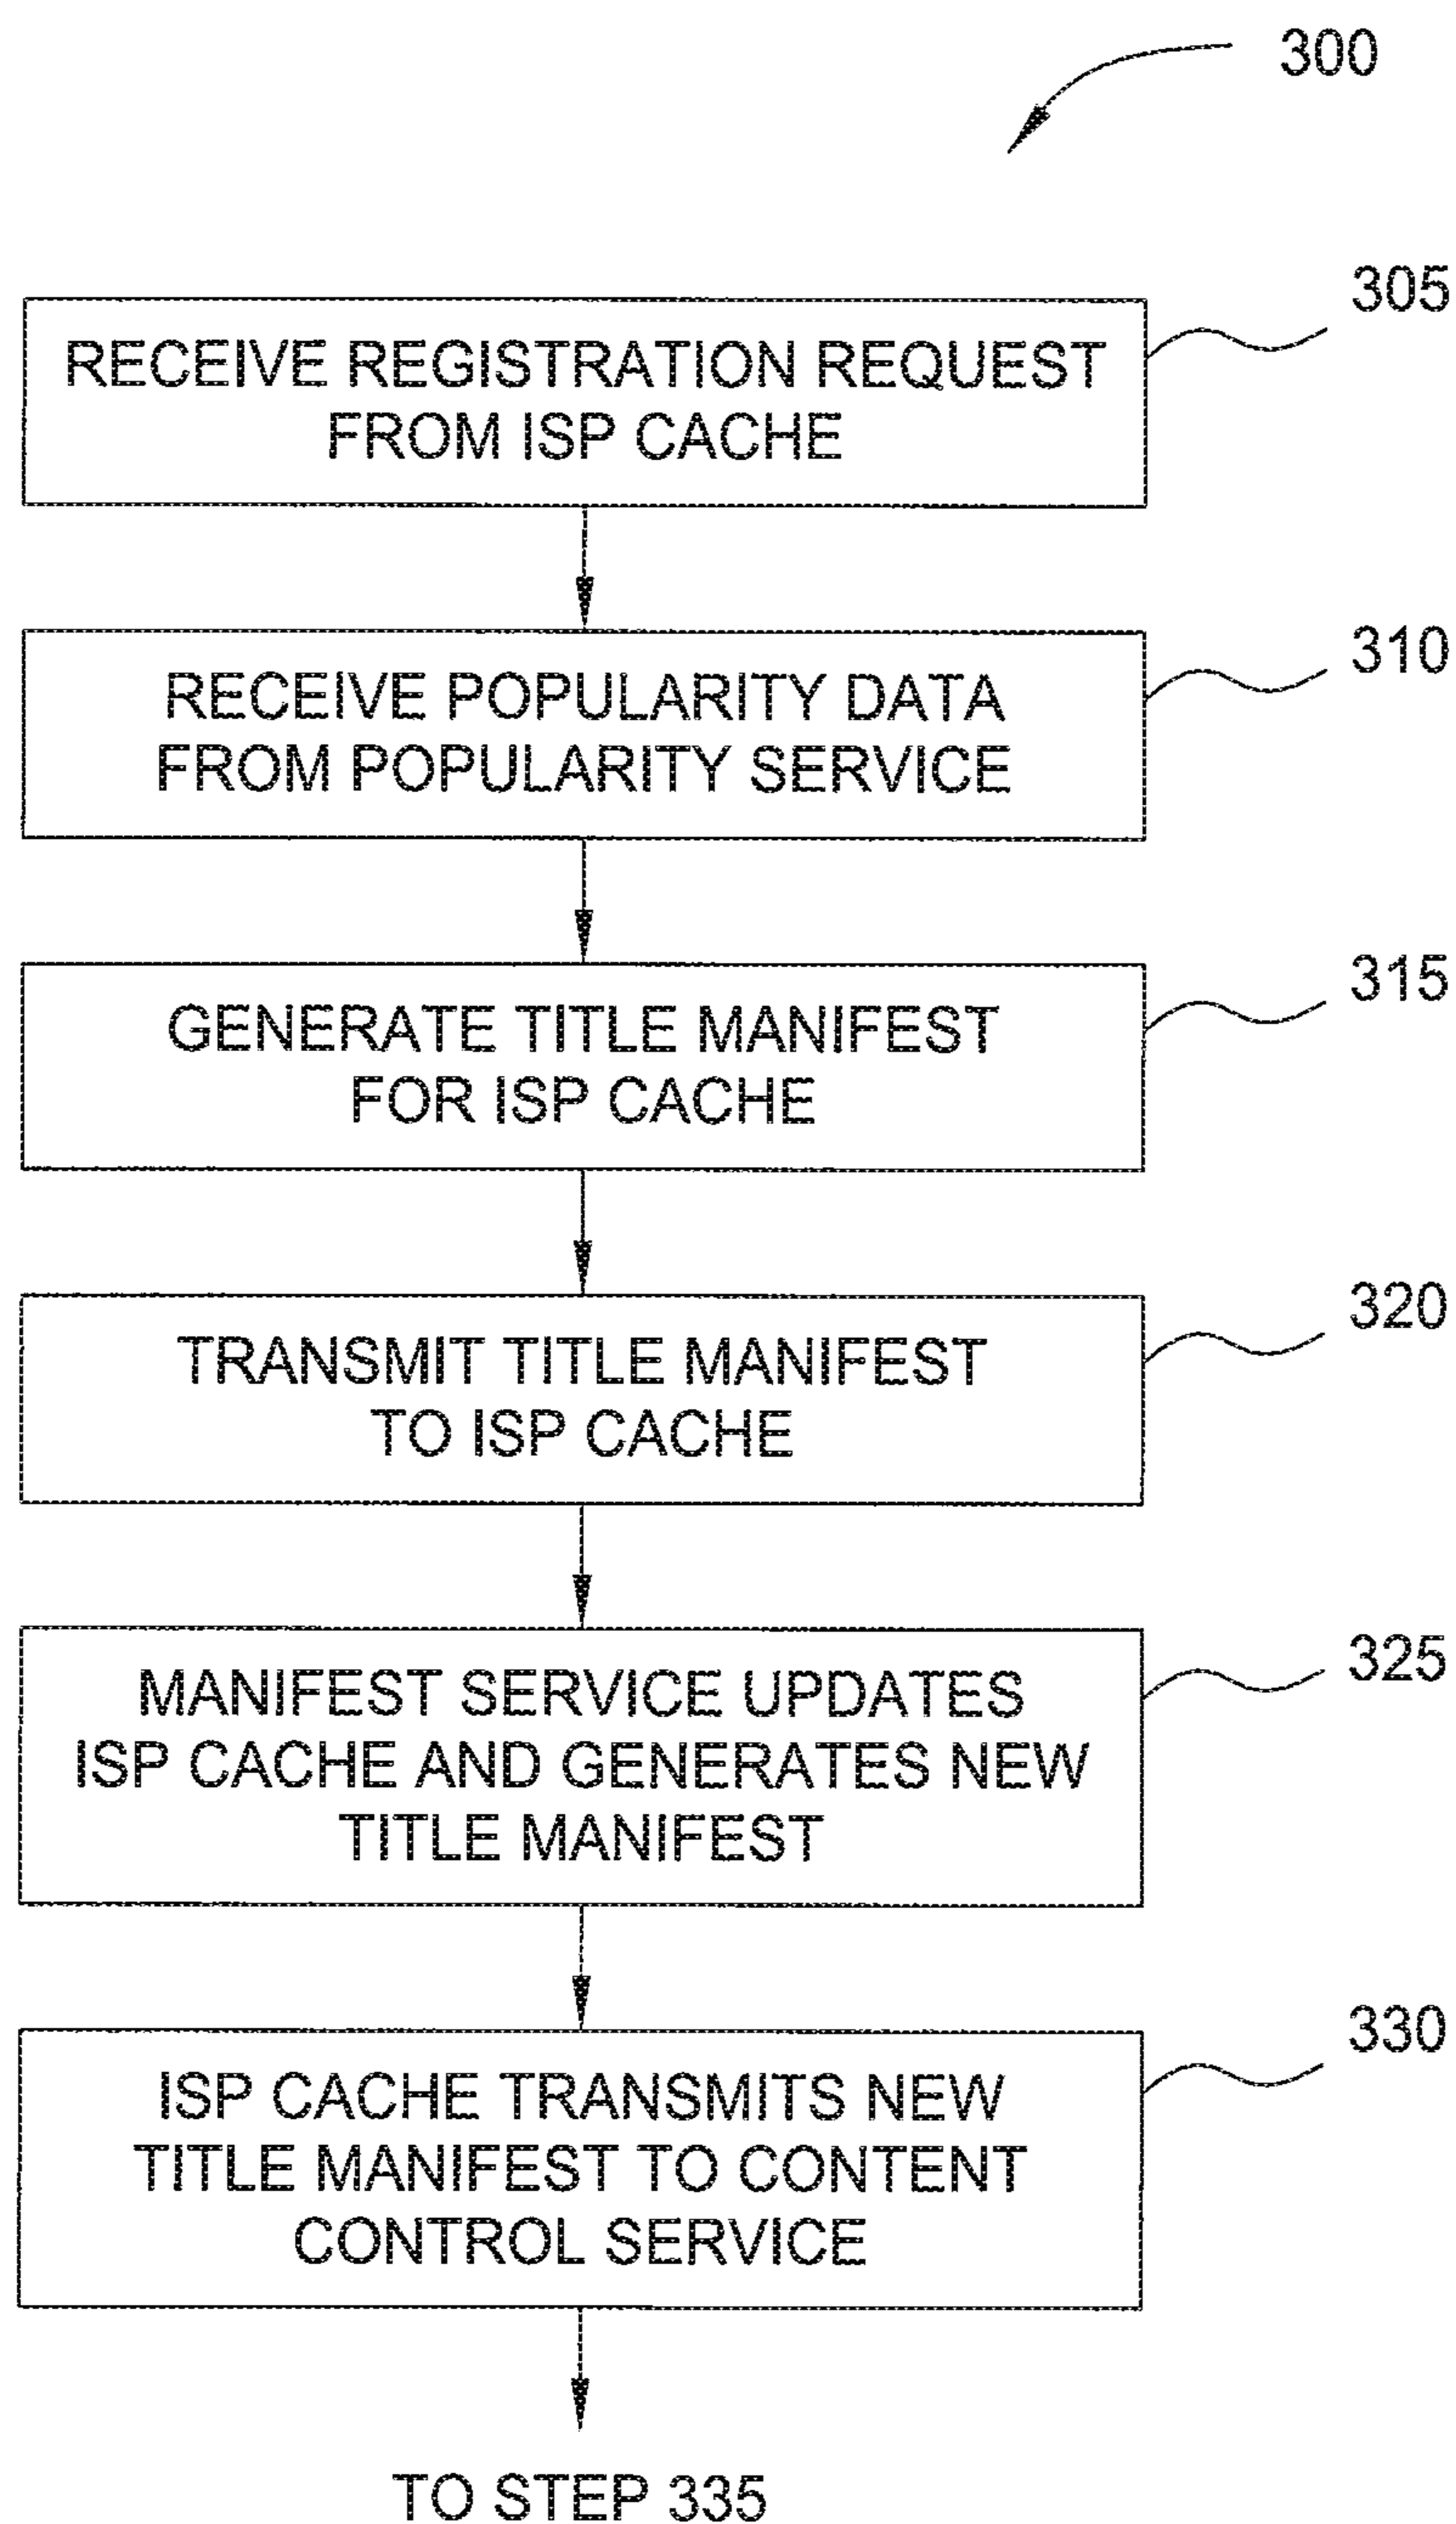 300
305
RECEIVE REGISTRATION REQUEST
FROM ISP CACHE
310
RECEIVE POPULARITY DATA
FROM POPULARITY SERVICE
315
GENERATE TITLE MANIFEST
FOR ISP CACHE
320
TRANSMIT TITLE MANIFEST
TO ISP CACHE
325
MANIFEST SERVICE UPDATES
ISP CACHE AND GENERATES NEW
TITLE MANIFEST
330
ISP CACHE TRANSMITS NEW
TITLE MANIFEST TO CONTENT
CONTROL SERVICE
TO STEP 335